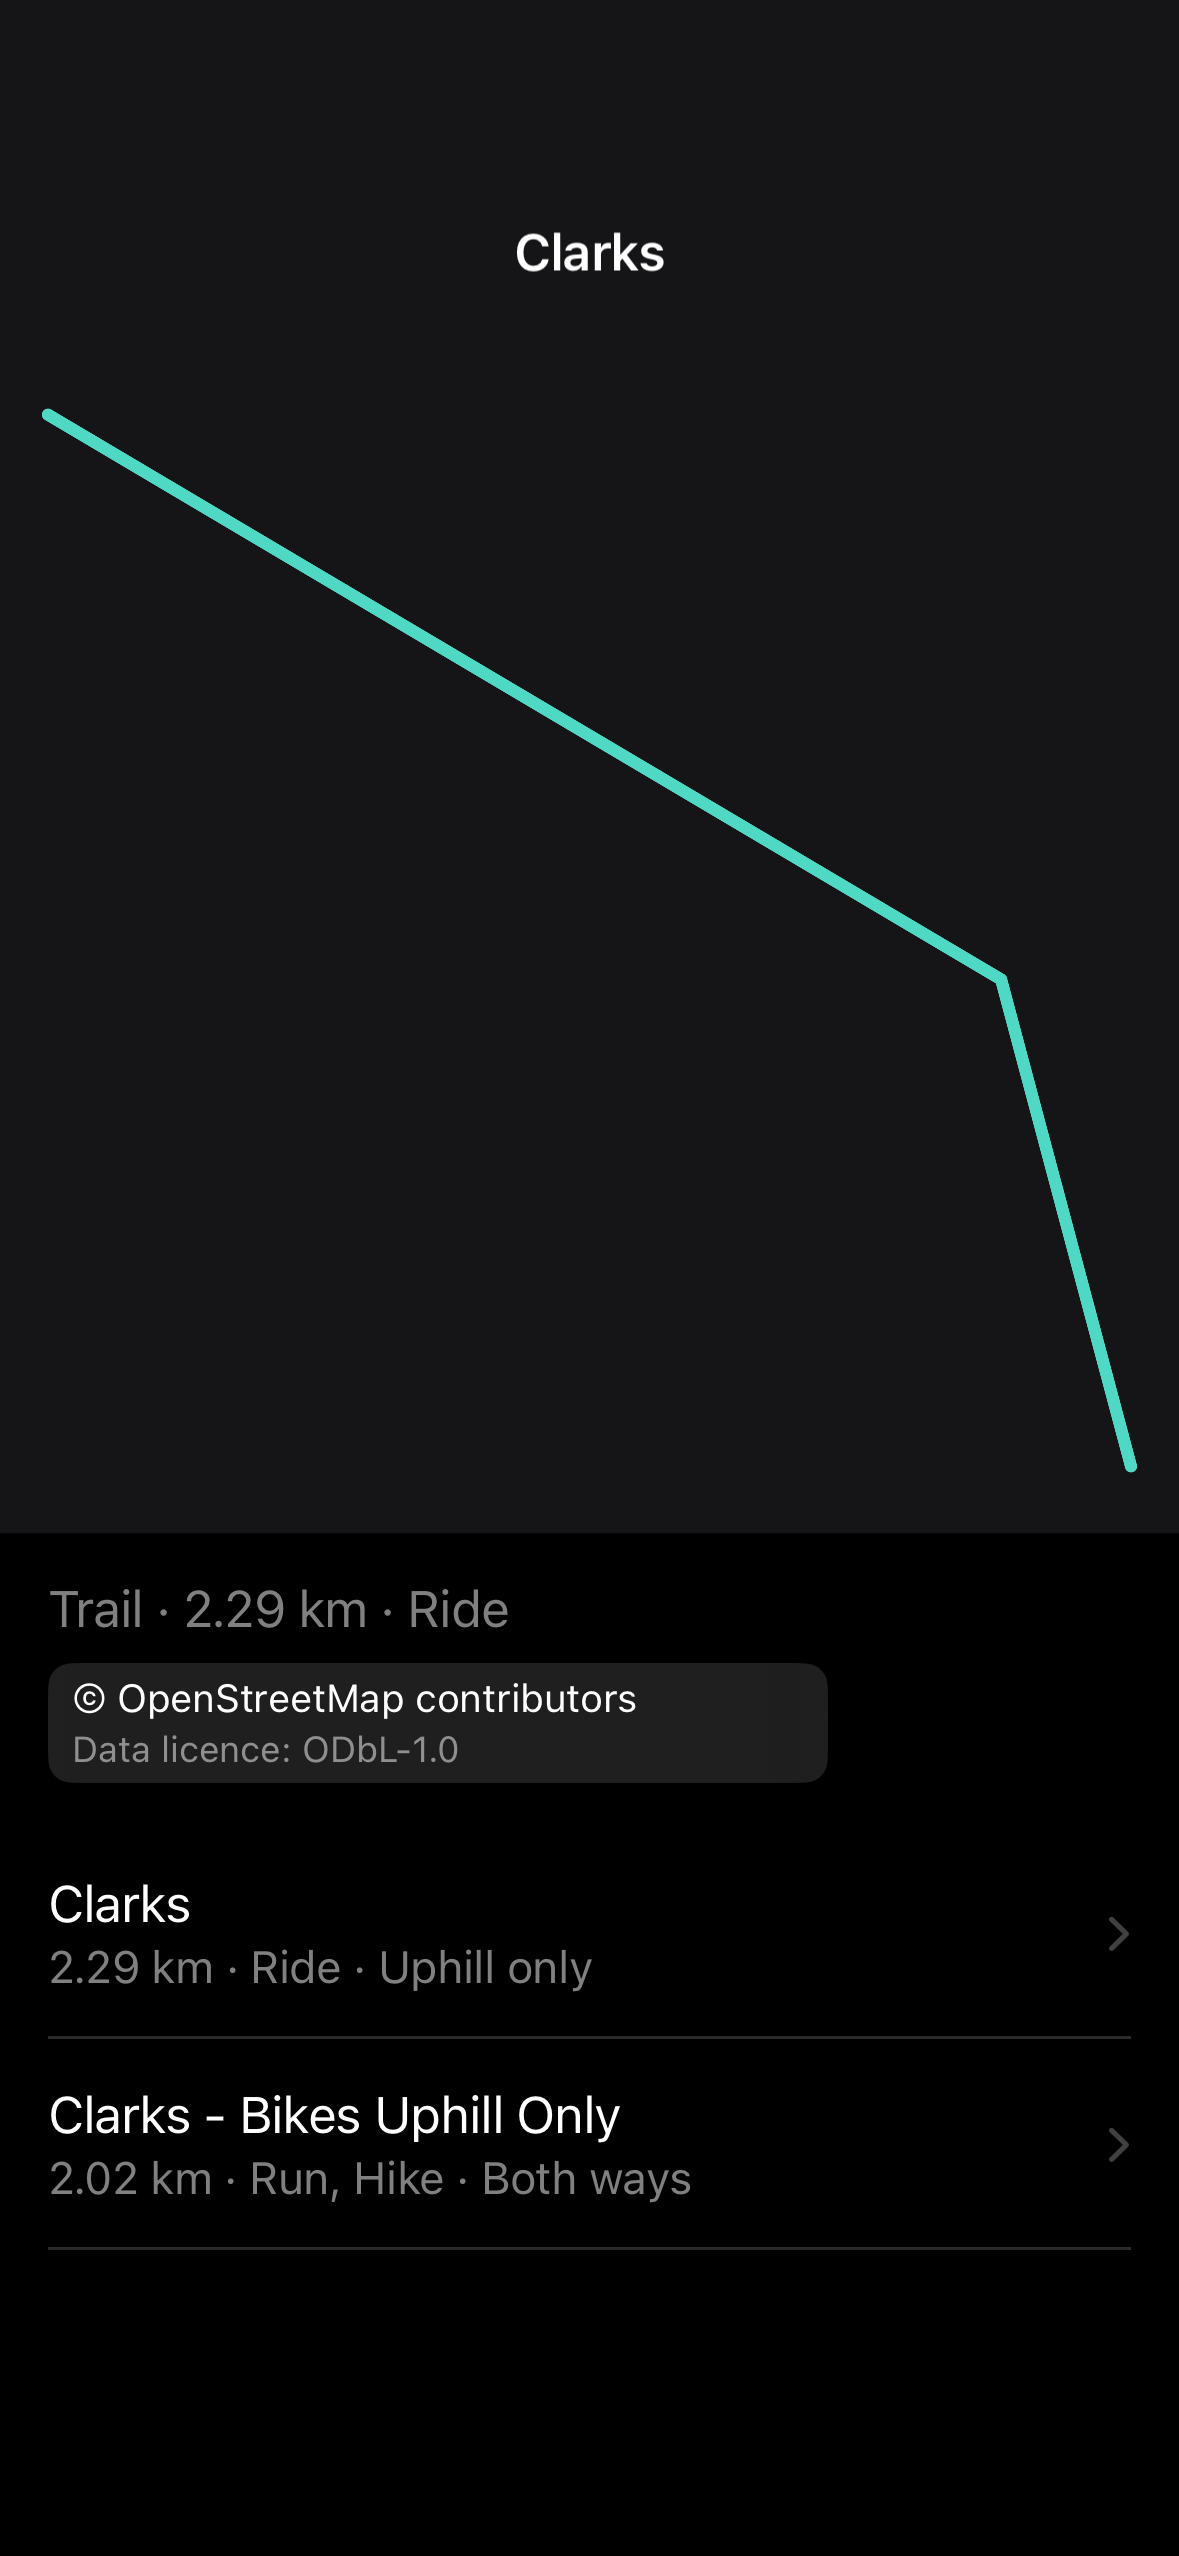 Clarks
Trail · 2.29 km · Ride
© OpenStreetMap contributors
Data licence: ODbL-1.0
Clarks
2.29 km · Ride · Uphill only
Clarks - Bikes Uphill Only
2.02 km · Run, Hike · Both ways